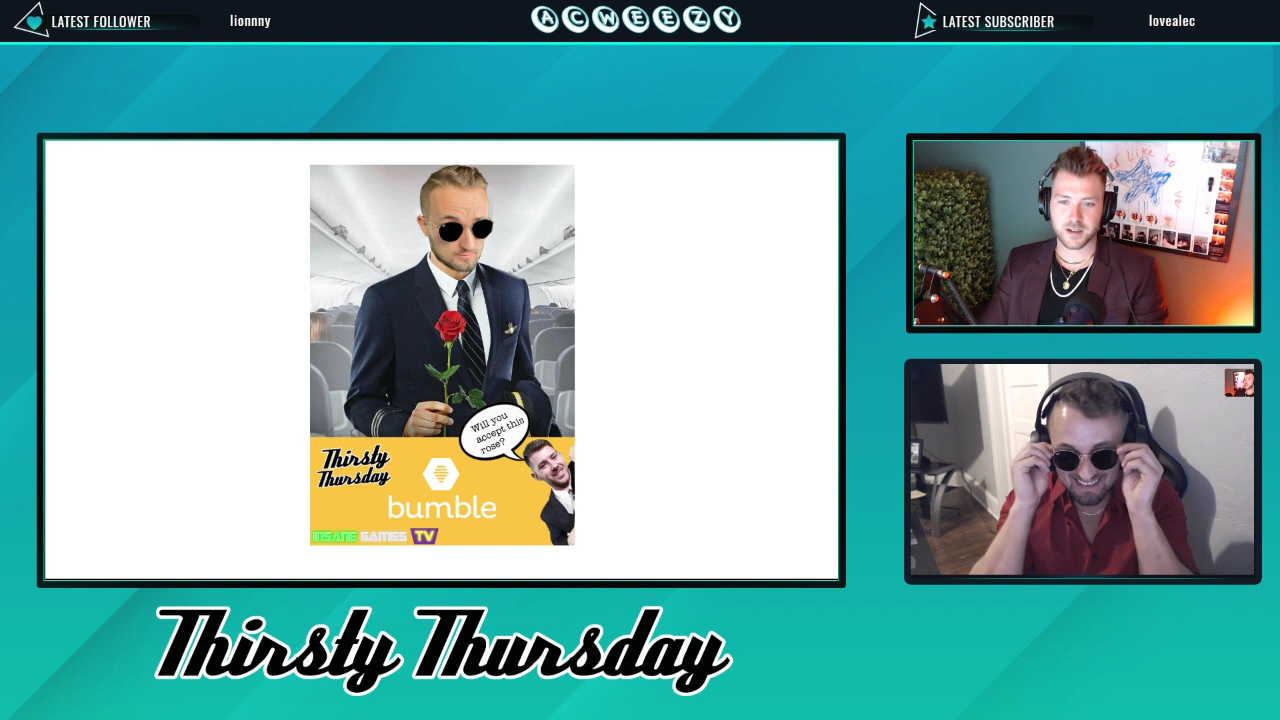 LATEST FOLLOWER
lionnny
ACWEEZY
LATEST SUBSCRIBER
lovealec
Will you
accept this
rose?
Thirsty
Thursday
bumble
INSANE GAMES TV
Thirsty Thursday